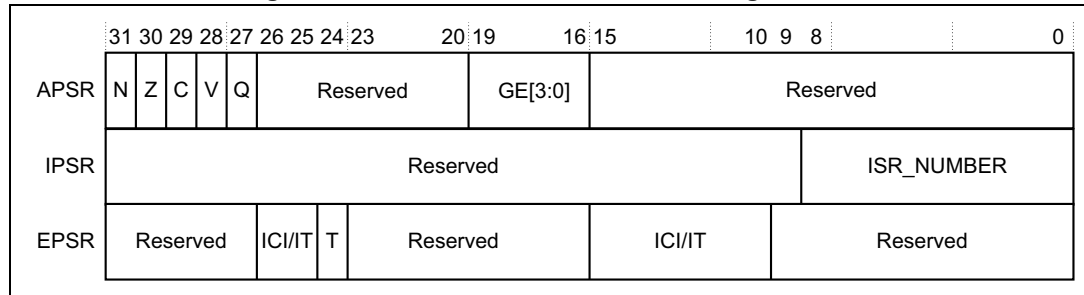 31 30 29 28 27 26 25 24 23 20 19 16 15 10 9 8 0
APSR N Z C V Q Reserved GE[3:0] Reserved
IPSR Reserved ISR_NUMBER
EPSR Reserved ICI/IT T Reserved ICI/IT Reserved